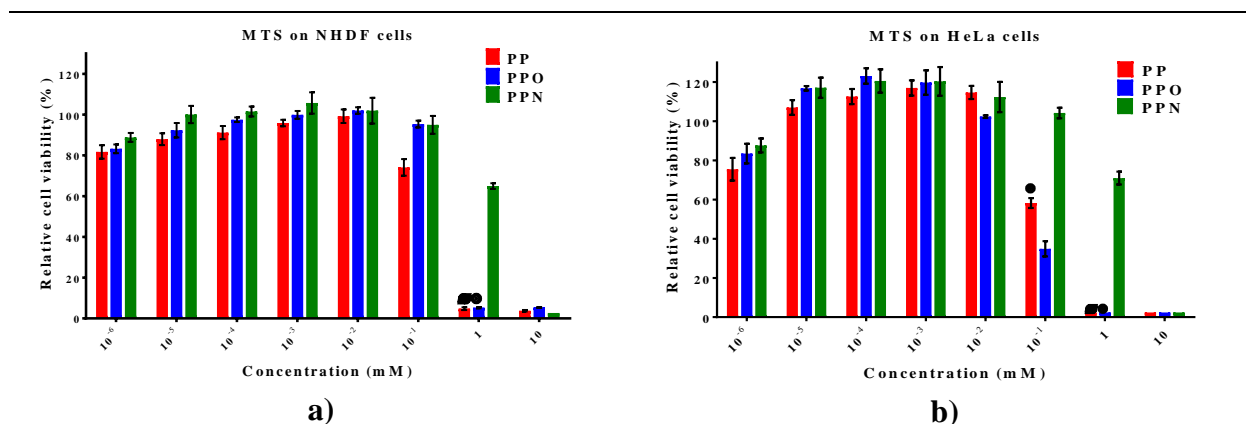 MTS on NHDF cells
PP
PPO
PPN
Relative cell viability (%)
120
100
80
60
40
20
0
10⁻⁶ 10⁻⁵ 10⁻⁴ 10⁻³ 10⁻² 10⁻¹ 1 10
Concentration (mM)
a)
MTS on HeLa cells
PP
PPO
PPN
Relative cell viability (%)
120
100
80
60
40
20
0
10⁻⁶ 10⁻⁵ 10⁻⁴ 10⁻³ 10⁻² 10⁻¹ 1 10
Concentration (mM)
b)